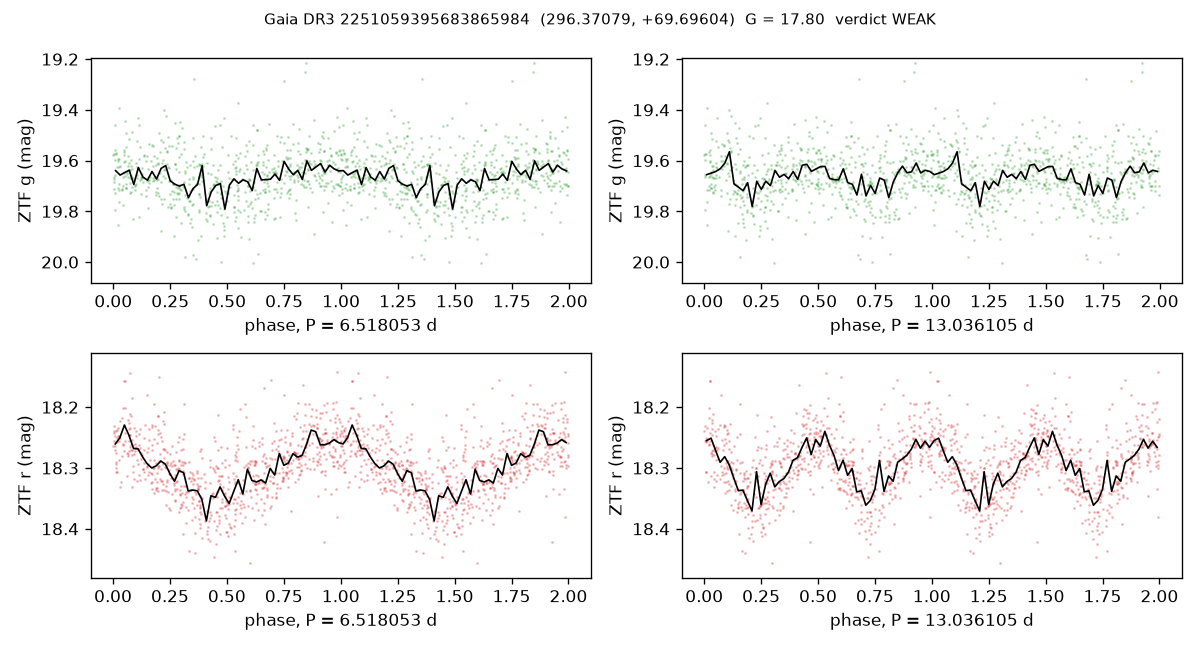 Gaia DR3 2251059395683865984 (296.37079, +69.69604) G = 17.80 verdict WEAK
ZTF g (mag)
19.2
19.4
19.6
19.8
20.0
0.00 0.25 0.50 0.75 1.00 1.25 1.50 1.75 2.00
phase, P = 6.518053 d
ZTF g (mag)
19.2
19.4
19.6
19.8
20.0
0.00 0.25 0.50 0.75 1.00 1.25 1.50 1.75 2.00
phase, P = 13.036105 d
ZTF r (mag)
18.2
18.3
18.4
0.00 0.25 0.50 0.75 1.00 1.25 1.50 1.75 2.00
phase, P = 6.518053 d
ZTF r (mag)
18.2
18.3
18.4
0.00 0.25 0.50 0.75 1.00 1.25 1.50 1.75 2.00
phase, P = 13.036105 d